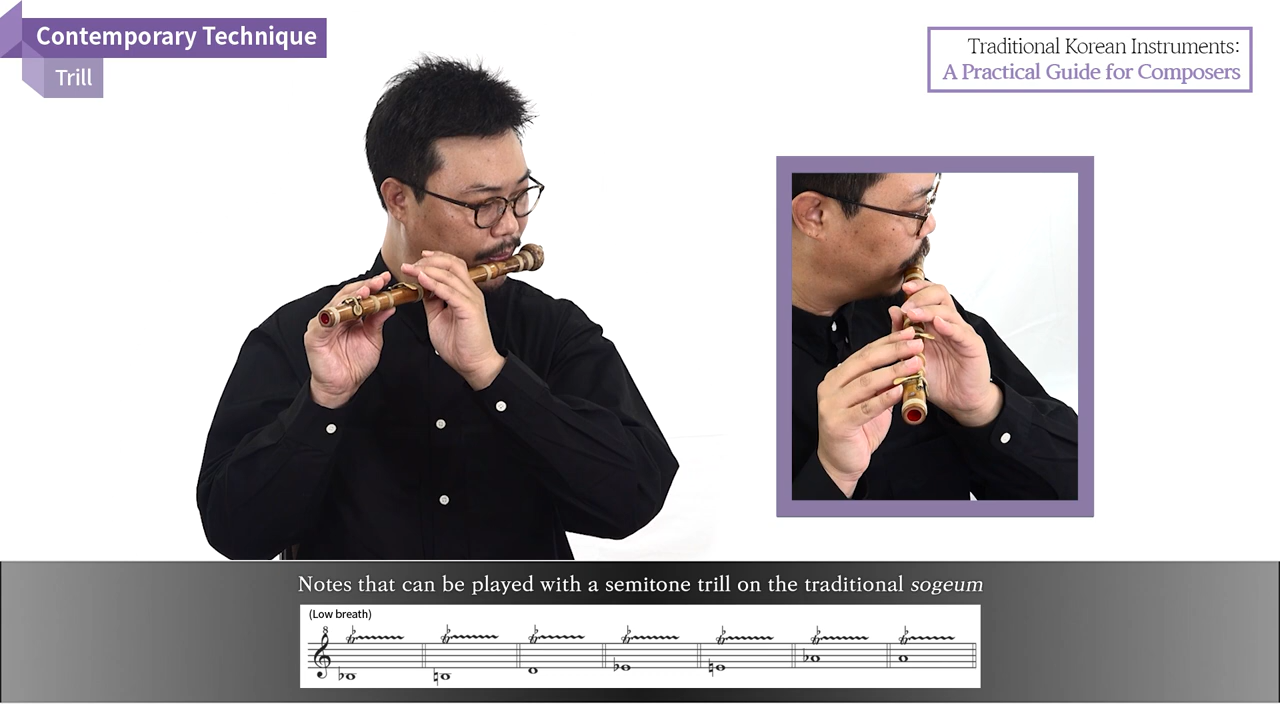 Contemporary Technique
Trill
Traditional Korean Instruments:
A Practical Guide for Composers
Notes that can be played with a semitone trill on the traditional sogeum
(Low breath)
8